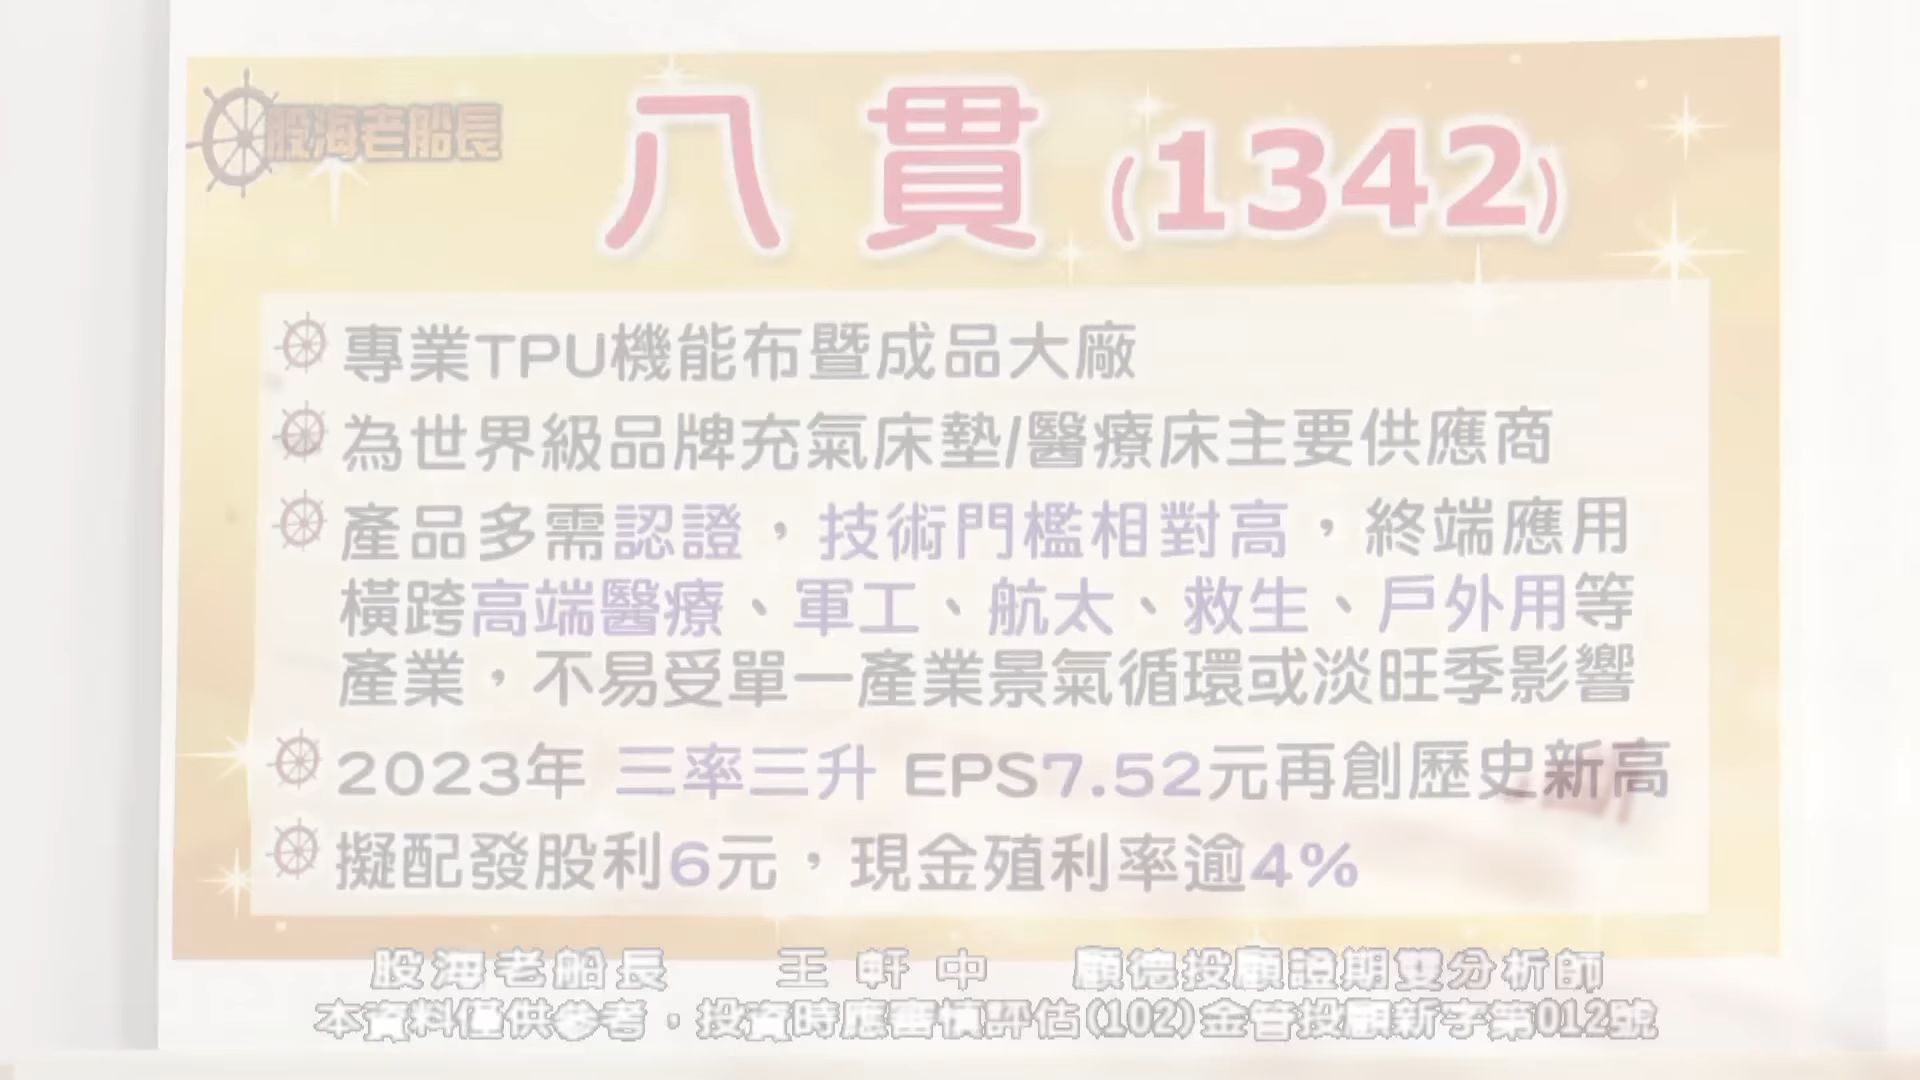 股海老船長
八貫(1342)
專業TPU機能布暨成品大廠
為世界級品牌充氣床墊/醫療床主要供應商
產品多需認證，技術門檻相對高，終端應用
橫跨高端醫療、軍工、航太、救生、戶外用等
產業，不易受單一產業景氣循環或淡旺季影響
2023年 三率三升 EPS7.52元再創歷史新高
擬配發股利6元，現金殖利率逾4%
股海老船長 王軒中 顧德投顧證期雙分析師
本資料僅供參考，投資時應審慎評估(102)金管投顧新字第012號